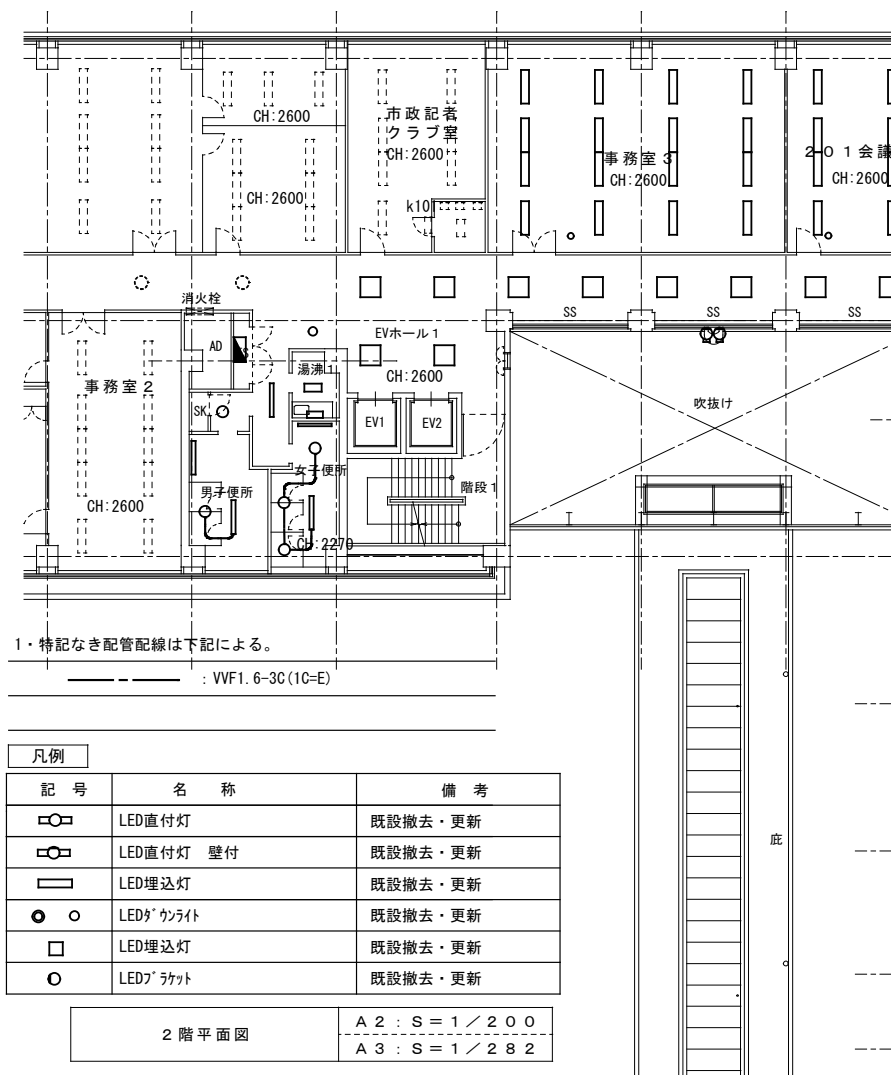 CH:2600
市政記者
クラブ室
CH:2600
事務室3
CH:2600
201会議
CH:2600
CH:2600
k10
消火栓
SS
SS
SS
EVホール1
CH:2600
AD
湯沸1
事務室2
SK
EV1
EV2
吹抜け
女子便所
男子便所
階段1
CH:2600
CH:2270
1・特記なき配管配線は下記による。
: VVF1.6-3C(1C=E)
凡例
記 号 名 称 備 考
LED直付灯 既設撤去・更新
LED直付灯 壁付 既設撤去・更新
LED埋込灯 既設撤去・更新
LEDダウンライト 既設撤去・更新
LED埋込灯 既設撤去・更新
LEDブラケット 既設撤去・更新
庇
2階平面図
A2:S=1/200
A3:S=1/282